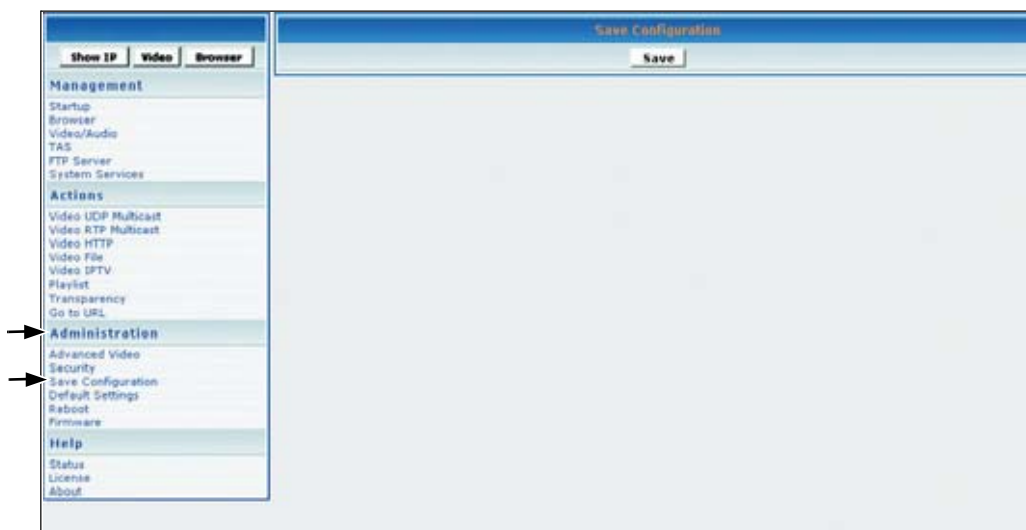 Show IP Video Browser
Management
Startup
Browser
Video/Audio
TAS
FTP Server
System Services
Actions
Video UDP Multicast
Video RTP Multicast
Video HTTP
Video File
Video IPTV
Playlist
Transparency
Go to URL
Administration
Advanced Video
Security
Save Configuration
Default Settings
Reboot
Firmware
Help
Status
License
About
Save Configuration
Save